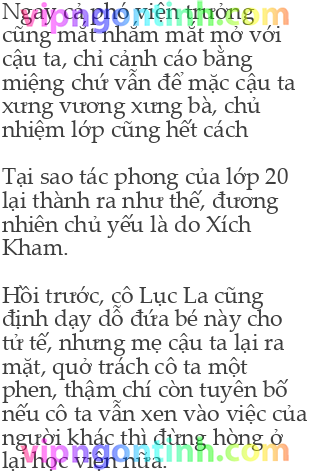 Ngay cả phó viện trưởng
cũng mắt nhắm mắt mở với
cậu ta, chỉ cảnh cáo bằng
miệng chứ vẫn để mặc cậu ta
xưng vương xưng bà, chủ
nhiệm lớp cũng hết cách
Tại sao tác phong của lớp 20
lại thành ra như thế, đương
nhiên chủ yếu là do Xích
Kham.
Hồi trước, cô Lục La cũng
định dạy dỗ đứa bé này cho
tử tế, nhưng mẹ cậu ta lại ra
mặt, quở trách cô ta một
phen, thậm chí còn tuyên bố
nếu cô ta vẫn xen vào việc của
người khác thì đừng hòng ở
lại học viện nữa.
vipngontinh.com
vipngontinh.com